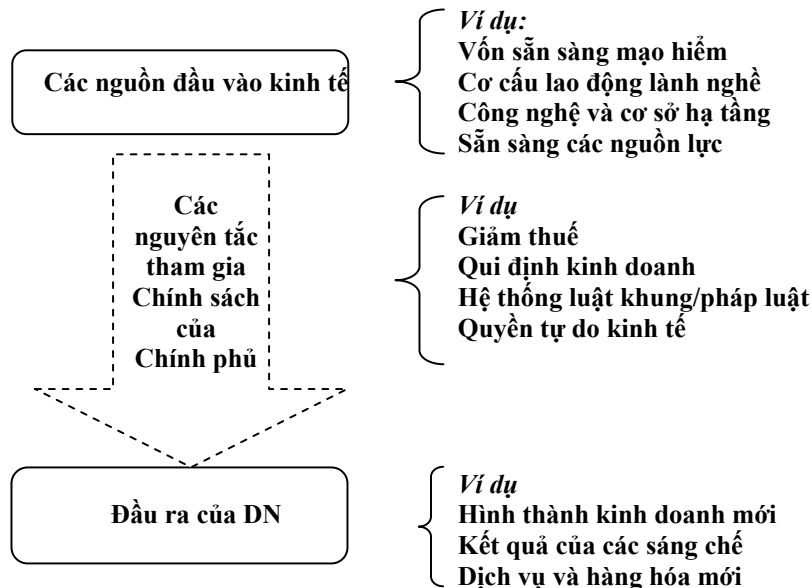 Các nguồn đầu vào kinh tế
Ví dụ:
Vốn sẵn sàng mạo hiểm
Cơ cấu lao động lành nghề
Công nghệ và cơ sở hạ tầng
Sẵn sàng các nguồn lực
Các
nguyên tắc
tham gia
Chính sách
của
Chính phủ
Ví dụ
Giảm thuế
Qui định kinh doanh
Hệ thống luật khung/pháp luật
Quyền tự do kinh tế
Đầu ra của DN
Ví dụ
Hình thành kinh doanh mới
Kết quả của các sáng chế
Dịch vụ và hàng hóa mới